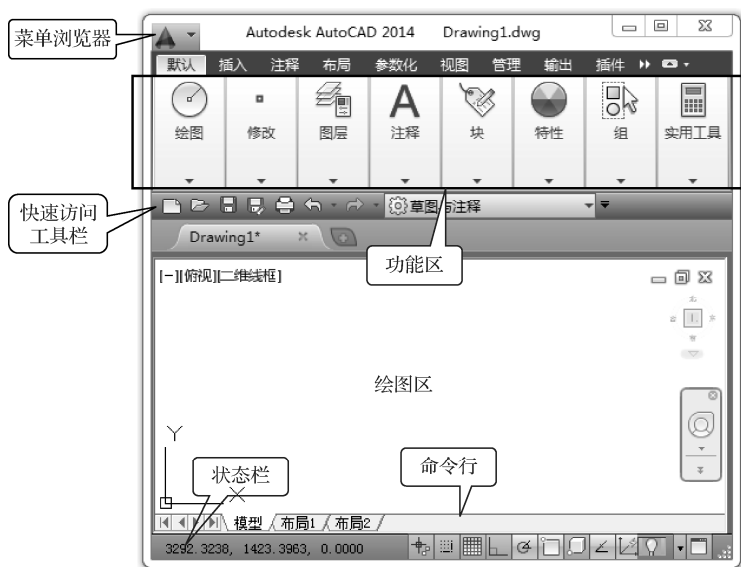 菜单浏览器
Autodesk AutoCAD 2014 Drawing1.dwg
默认 插入 注释 布局 参数化 视图 管理 输出 插件
绘图 修改 图层 A 注释 块 特性 组 实用工具
快速访问
工具栏
草图与注释
Drawing1*
功能区
[-][俯视][二维线框]
绘图区
Y
X
状态栏
命令行
模型 布局1 布局2
3292.3238, 1423.3963, 0.0000